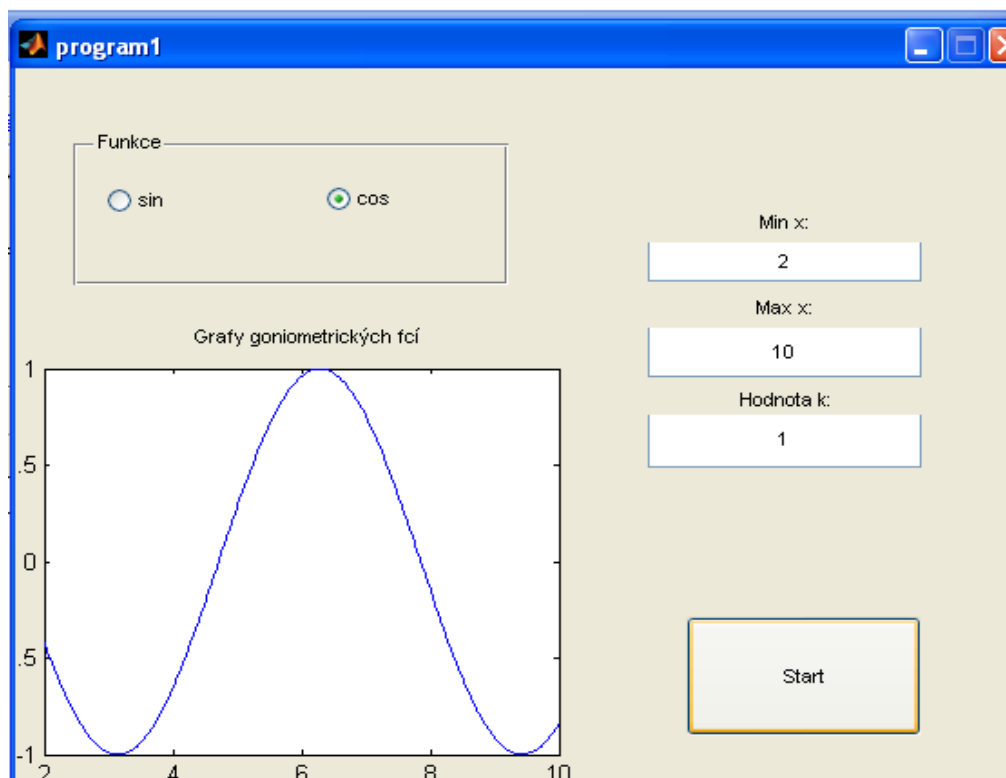 program1
Funkce
sin
cos
Min x:
2
Max x:
10
Hodnota k:
1
Grafy goniometrických fcí
1
.5
0
.5
-1
2
4
6
8
10
Start